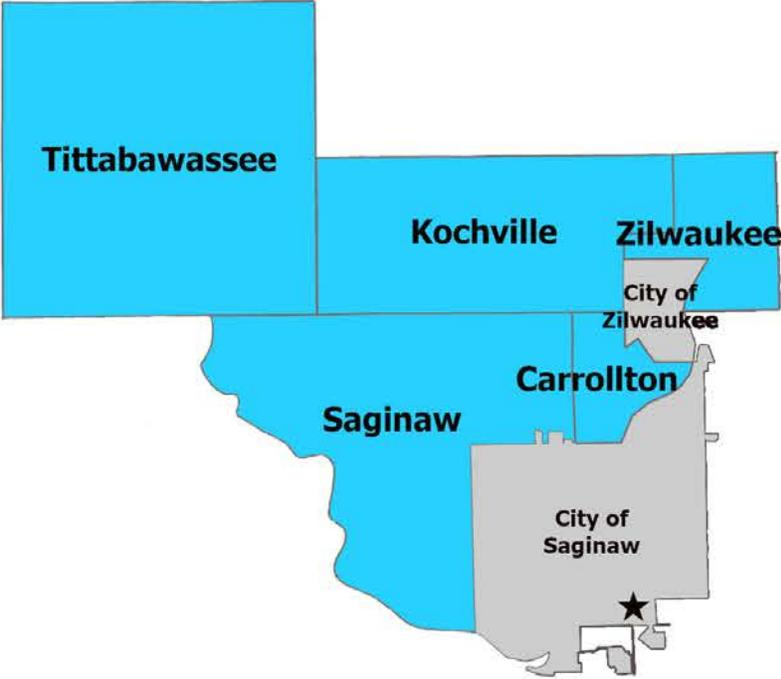 Tittabawassee
Kochville
Zilwaukee
City of
Zilwaukee
Carrollton
Saginaw
City of
Saginaw